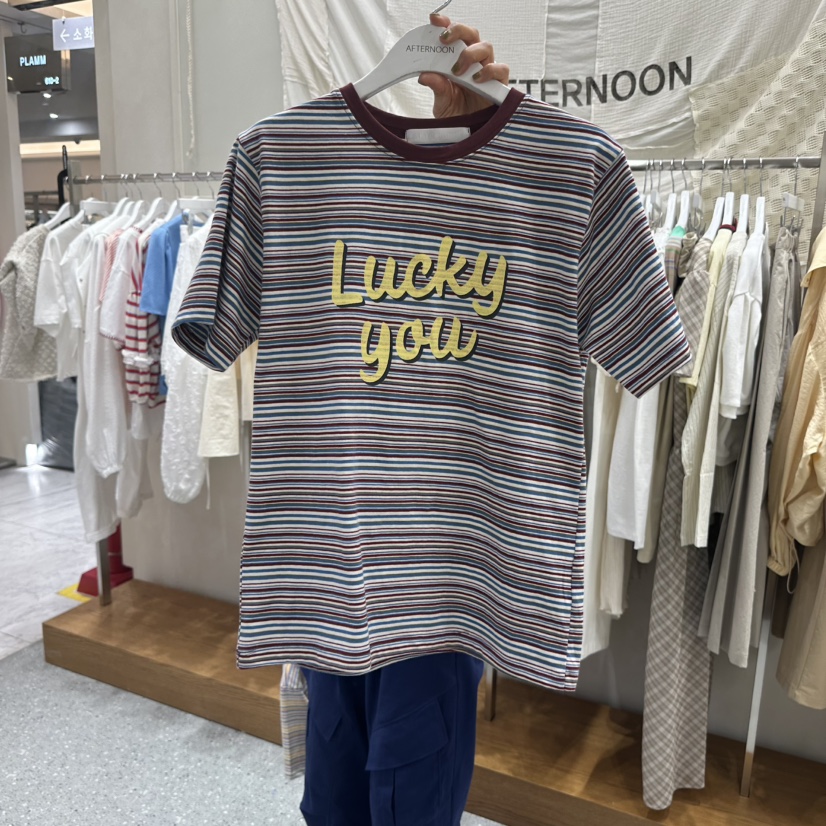 ← 소화
PLAMM
AFTERNOON
AFTERNOON
Lucky
you